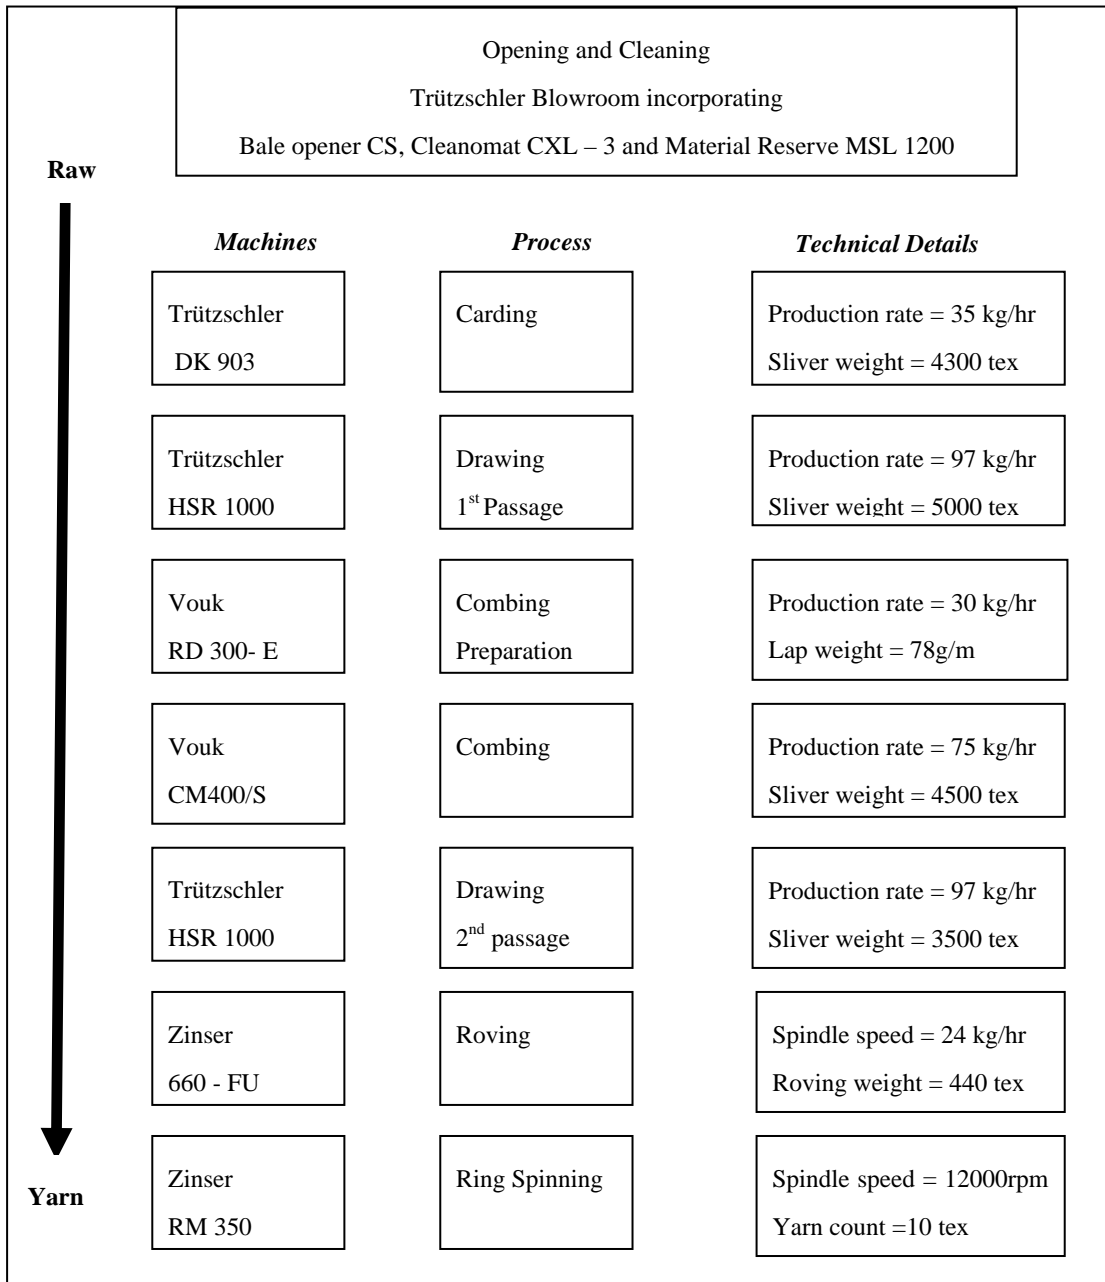 Opening and Cleaning
Trützschler Blowroom incorporating
Bale opener CS, Cleanomat CXL – 3 and Material Reserve MSL 1200
Raw
Machines Process Technical Details
Trützschler
DK 903
Carding
Production rate = 35 kg/hr
Sliver weight = 4300 tex
Trützschler
HSR 1000
Drawing
1st Passage
Production rate = 97 kg/hr
Sliver weight = 5000 tex
Vouk
RD 300- E
Combing
Preparation
Production rate = 30 kg/hr
Lap weight = 78g/m
Vouk
CM400/S
Combing
Production rate = 75 kg/hr
Sliver weight = 4500 tex
Trützschler
HSR 1000
Drawing
2nd passage
Production rate = 97 kg/hr
Sliver weight = 3500 tex
Zinser
660 - FU
Roving
Spindle speed = 24 kg/hr
Roving weight = 440 tex
Yarn
Zinser
RM 350
Ring Spinning
Spindle speed = 12000rpm
Yarn count =10 tex